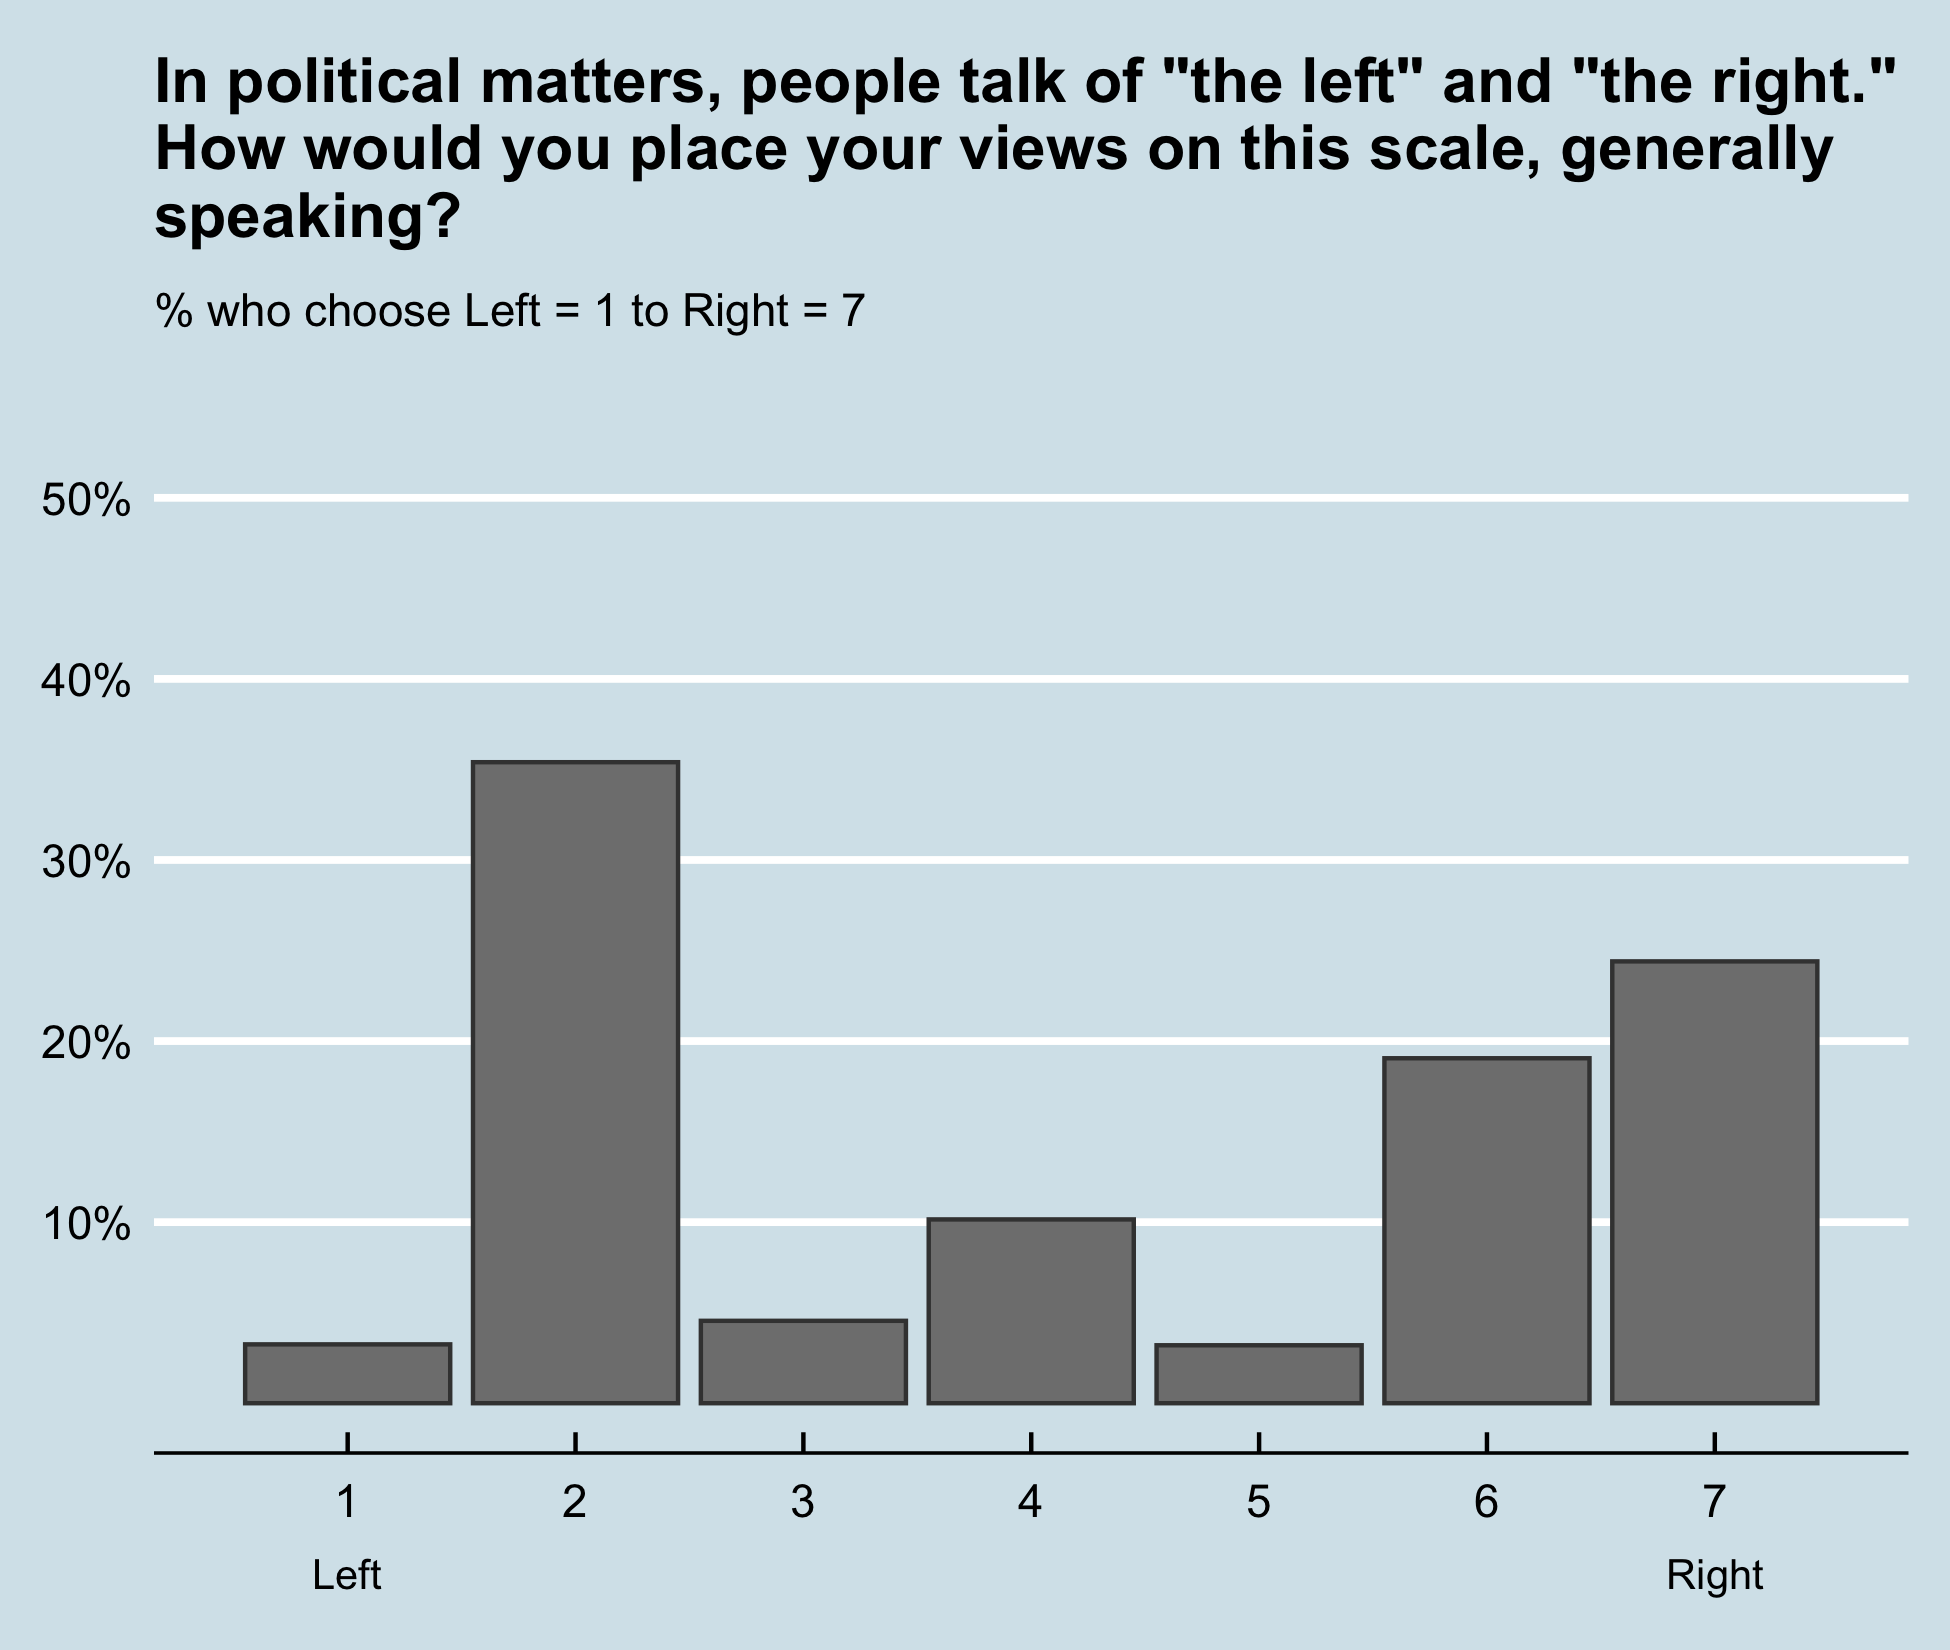 In political matters, people talk of "the left" and "the right."
How would you place your views on this scale, generally
speaking?
% who choose Left = 1 to Right = 7
50%
40%
30%
20%
10%
1 2 3 4 5 6 7
Left Right